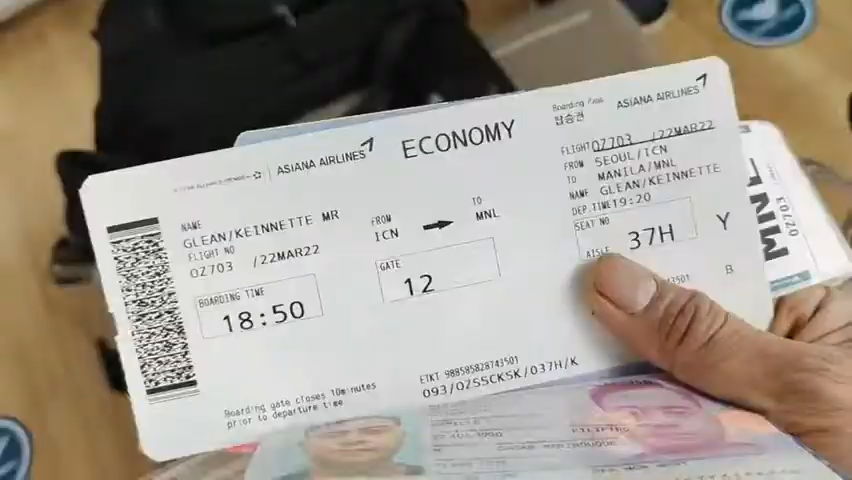 ASIANA AIRLINES
ECONOMY
NAME
GLEAN/KEINNETTE MR
FLIGHT NO
OZ703 /22MAR22
FROM
ICN
TO
MNL
BOARDING TIME
18:50
GATE
12
Boarding gate closes 10minutes
prior to departure time
ETKT 988585828743501
093/OZSSCKSK/037H/K
Boarding Pass
탑승권
ASIANA AIRLINES
FLIGHT OZ703 /22MAR22
FROM SEOUL/ICN
TO MANILA/MNL
NAME GLEAN/KEINNETTE
DEP.TIME 19:20
SEAT NO
37H
AISLE
Y
43501
B
MNL
OZ703
FILIPINO